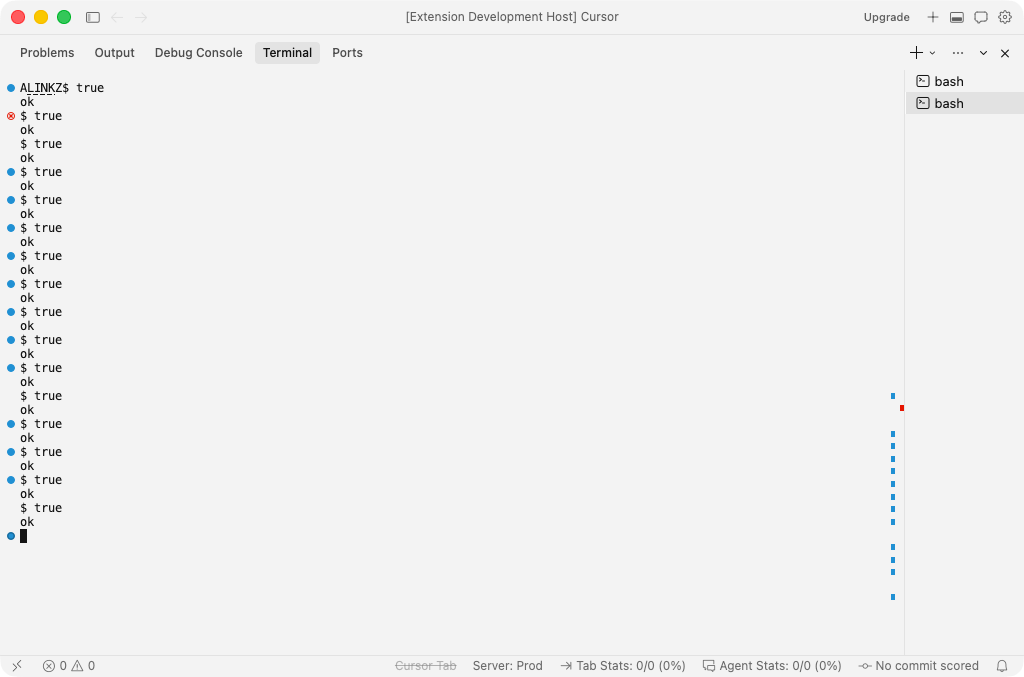 [Extension Development Host] Cursor
Upgrade
Problems Output Debug Console Terminal Ports
ALINKZ$ true
ok
$ true
ok
$ true
ok
$ true
ok
$ true
ok
$ true
ok
$ true
ok
$ true
ok
$ true
ok
$ true
ok
$ true
ok
$ true
ok
$ true
ok
$ true
ok
$ true
ok
$ true
ok
bash
bash
0 0 Cursor Tab Server: Prod Tab Stats: 0/0 (0%) Agent Stats: 0/0 (0%) No commit scored